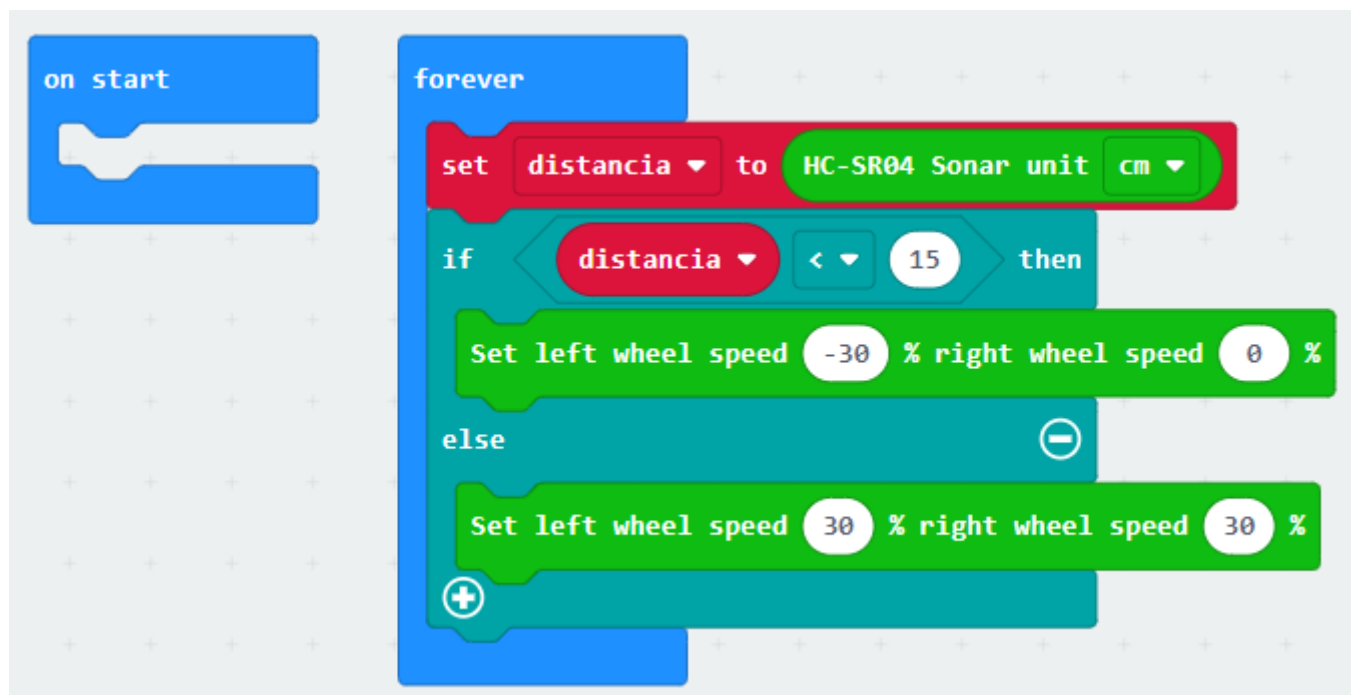 on start
forever
set distancia to HC-SR04 Sonar unit cm
if distancia < 15 then
Set left wheel speed -30 % right wheel speed 0 %
else
Set left wheel speed 30 % right wheel speed 30 %